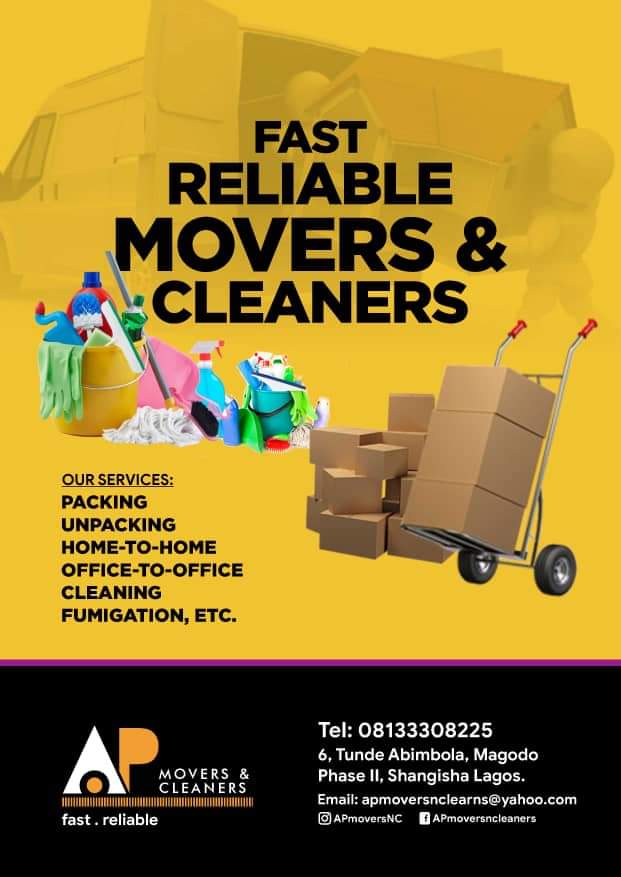 FAST
RELIABLE
MOVERS &
CLEANERS
OUR SERVICES:
PACKING
UNPACKING
HOME-TO-HOME
OFFICE-TO-OFFICE
CLEANING
FUMIGATION, ETC.
AP
MOVERS &
CLEANERS
fast . reliable
Tel: 08133308225
6, Tunde Abimbola, Magodo
Phase II, Shangisha Lagos.
Email: apmoversnclearns@yahoo.com
APmoversNC APmoversncleaners